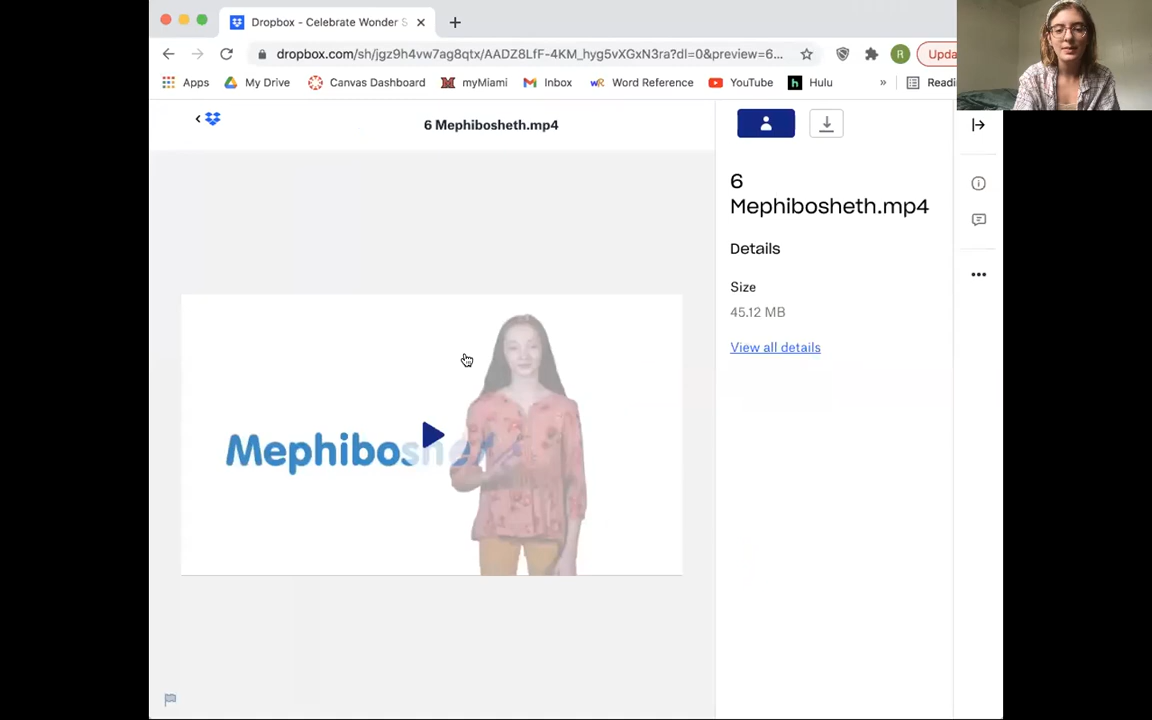 Dropbox - Celebrate Wonder S
dropbox.com/sh/jgz9h4vw7ag8qtx/AADZ8LfF-4KM_hyg5vXGxN3ra?dl=0&preview=6...
R
Upda
Apps
My Drive
Canvas Dashboard
myMiami
Inbox
Word Reference
YouTube
Hulu
»
Readi
6 Mephibosheth.mp4
6
Mephibosheth.mp4
Details
Size
45.12 MB
View all details
Mephibosheth